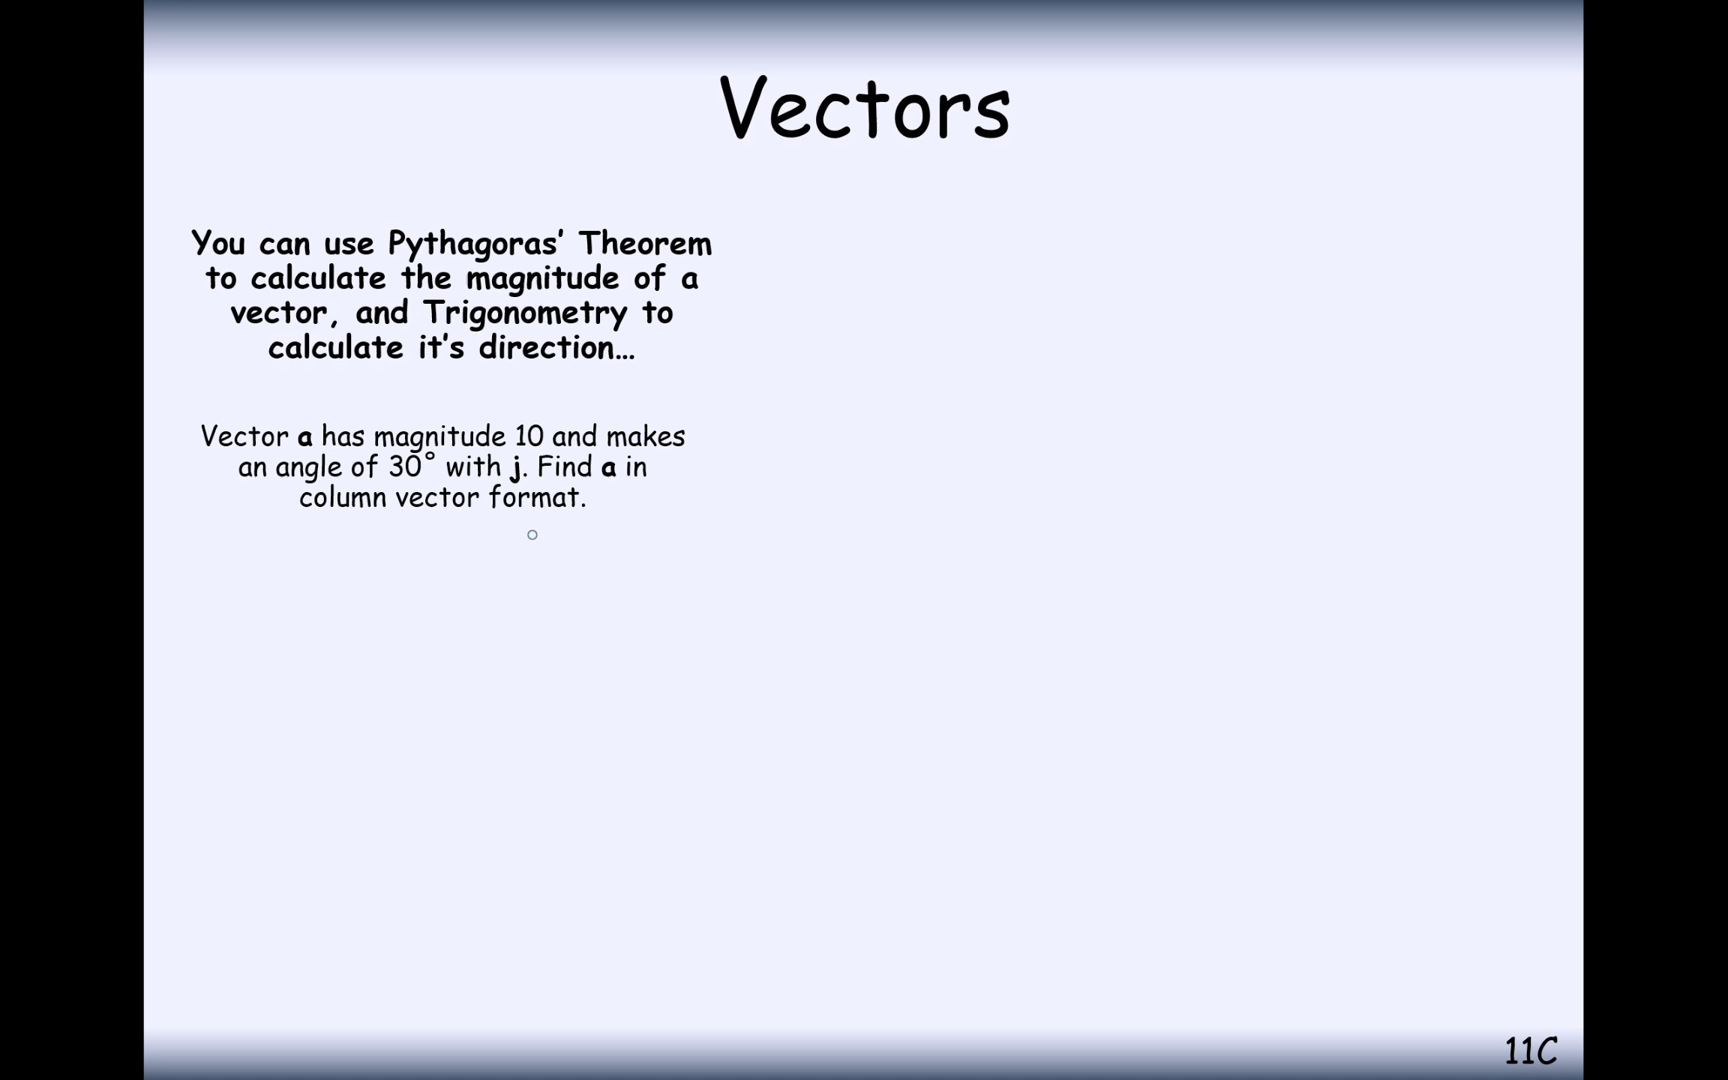 Vectors
You can use Pythagoras’ Theorem
to calculate the magnitude of a
vector, and Trigonometry to
calculate it’s direction…
Vector a has magnitude 10 and makes
an angle of 30° with j. Find a in
column vector format.
11C